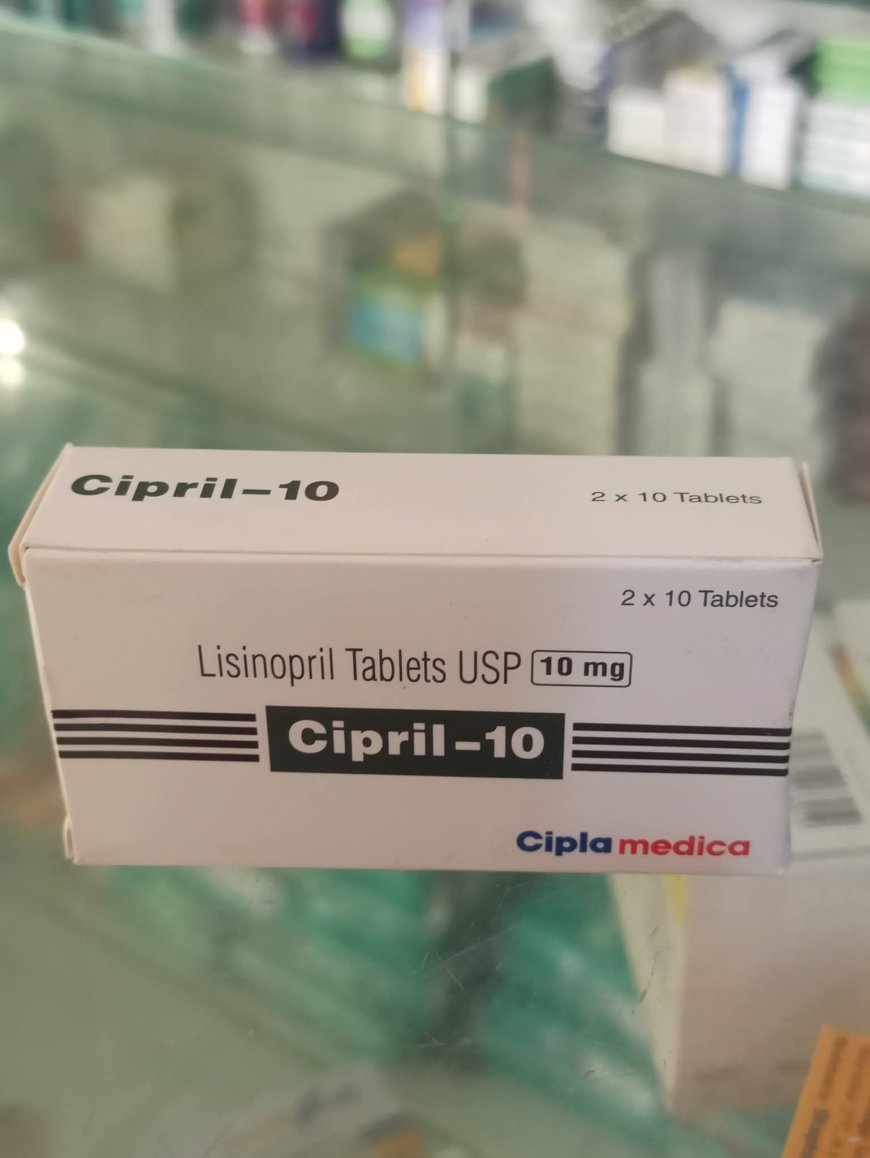 Cipril-10
2 x 10 Tablets
2 x 10 Tablets
Lisinopril Tablets USP 10 mg
Cipril-10
Cipla medica